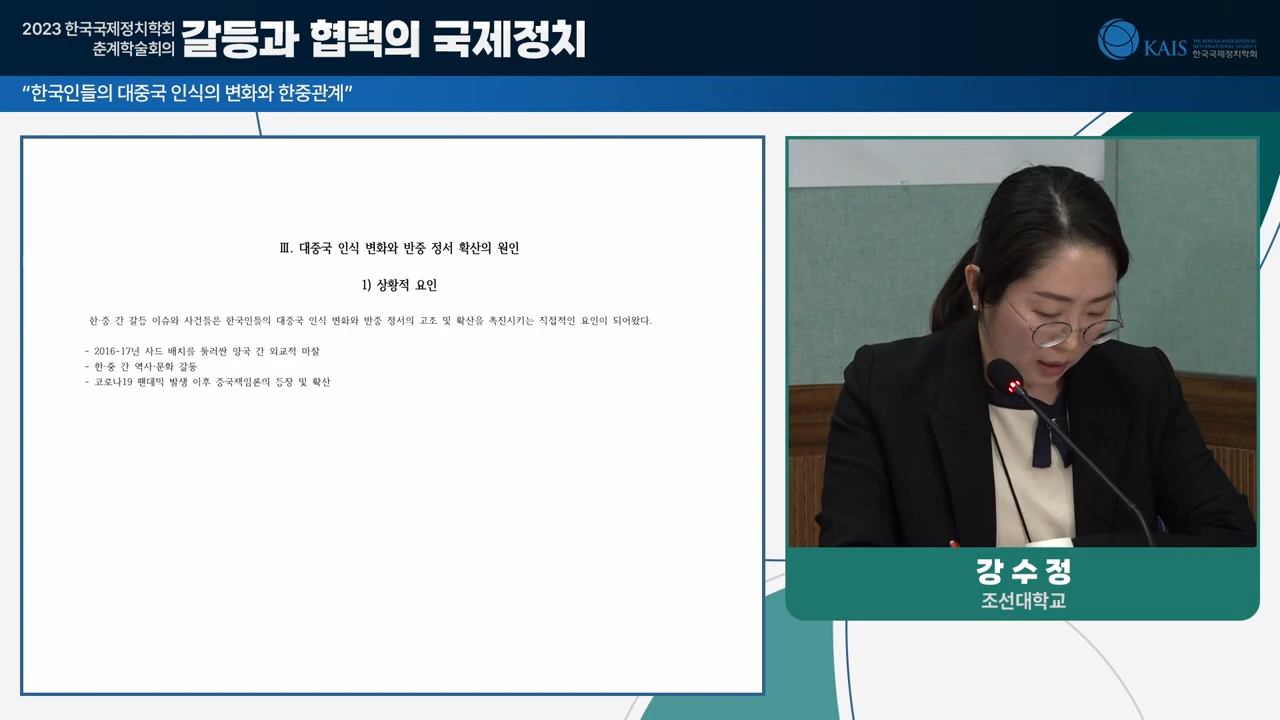 2023 한국국제정치학회
춘계학술회의
갈등과 협력의 국제정치
KAIS
THE KOREAN ASSOCIATION OF
INTERNATIONAL STUDIES
한국국제정치학회
“한국인들의 대중국 인식의 변화와 한중관계”
Ⅲ. 대중국 인식 변화와 반중 정서 확산의 원인
1) 상황적 요인
한·중 간 갈등 이슈와 사건들은 한국인들의 대중국 인식 변화와 반중 정서의 고조 및 확산을 촉진시키는 직접적인 요인이 되어왔다.
- 2016-17년 사드 배치를 둘러싼 양국 간 외교적 마찰
- 한·중 간 역사·문화 갈등
- 코로나19 팬데믹 발생 이후 중국책임론의 등장 및 확산
강수정
조선대학교